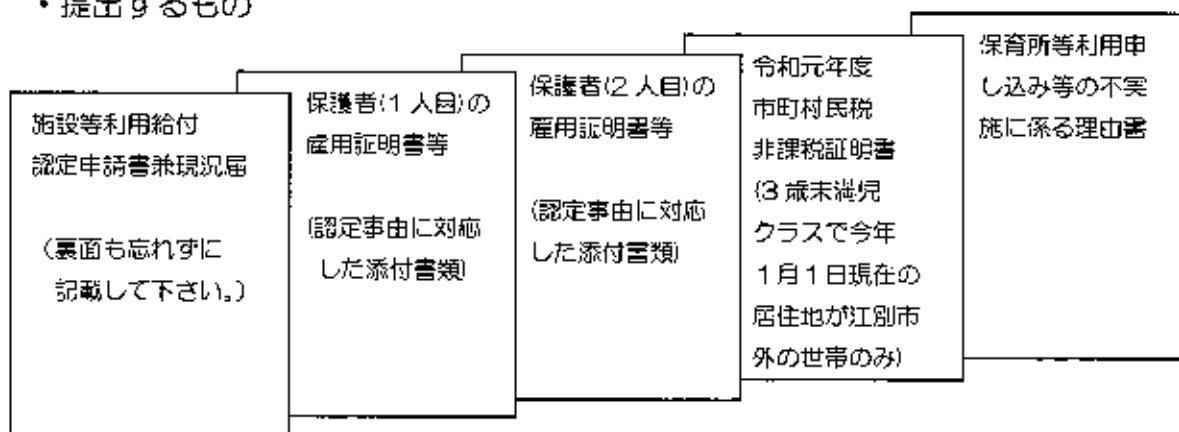 ・提出するもの
施設等利用給付
認定申請書兼現況届
（裏面も忘れずに
記載して下さい。）
保護者(1人目)の
雇用証明書等
(認定事由に対応
した添付書類)
保護者(2人目)の
雇用証明書等
(認定事由に対応
した添付書類)
令和元年度
市町村民税
非課税証明書
(3歳未満児
クラスで今年
1月1日現在の
居住地が江別市
外の世帯のみ)
保育所等利用申
し込み等の不実
施に係る理由書